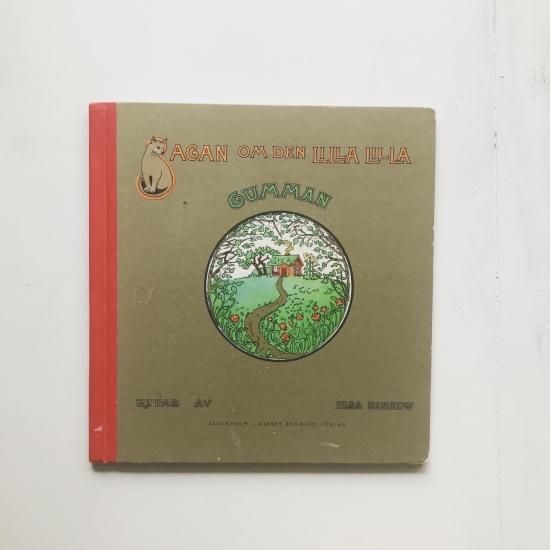 SAGAN OM DEN LILLA LILLA
GUMMAN
RITAD AV ELSA BESKOW
STOCKHOLM – ALBERT BONNIERS FÖRLAG